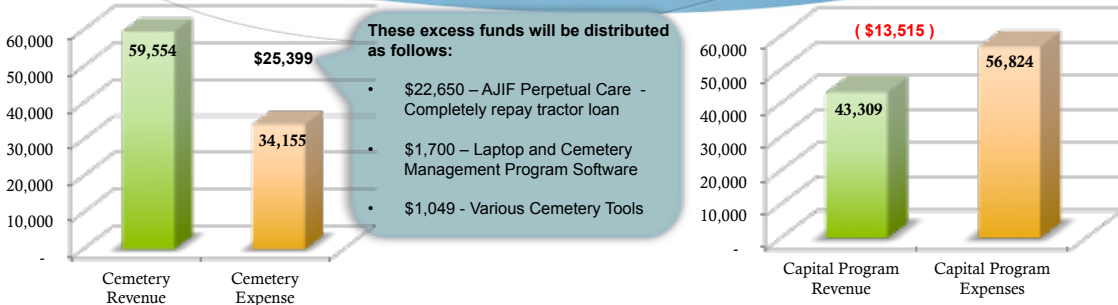 60,000
50,000
40,000
30,000
20,000
10,000
-
59,554
$25,399
34,155
Cemetery
Revenue
Cemetery
Expense
These excess funds will be distributed
as follows:
• $22,650 – AJIF Perpetual Care -
Completely repay tractor loan
• $1,700 – Laptop and Cemetery
Management Program Software
• $1,049 - Various Cemetery Tools
60,000
50,000
40,000
30,000
20,000
10,000
-
( $13,515 )
43,309
56,824
Capital Program
Revenue
Capital Program
Expenses